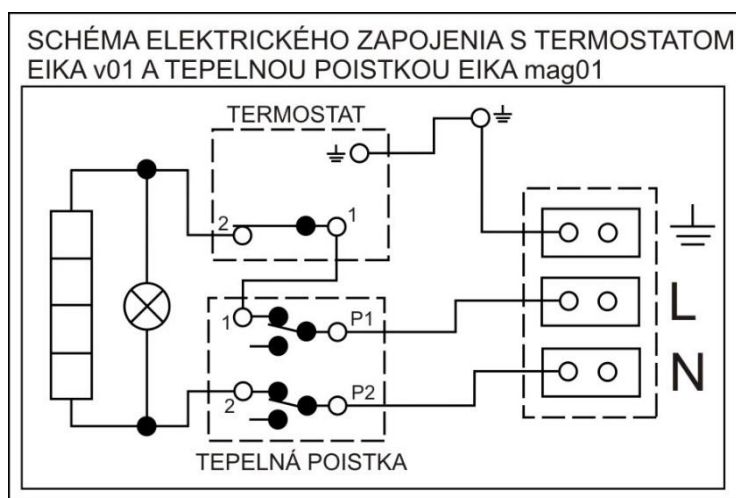 SCHÉMA ELEKTRICKÉHO ZAPOJENIA S TERMOSTATOM
EIKA v01 A TEPELNOU POISTKOU EIKA mag01
TERMOSTAT
2
1
1
P1
L
2
P2
N
TEPELNÁ POISTKA